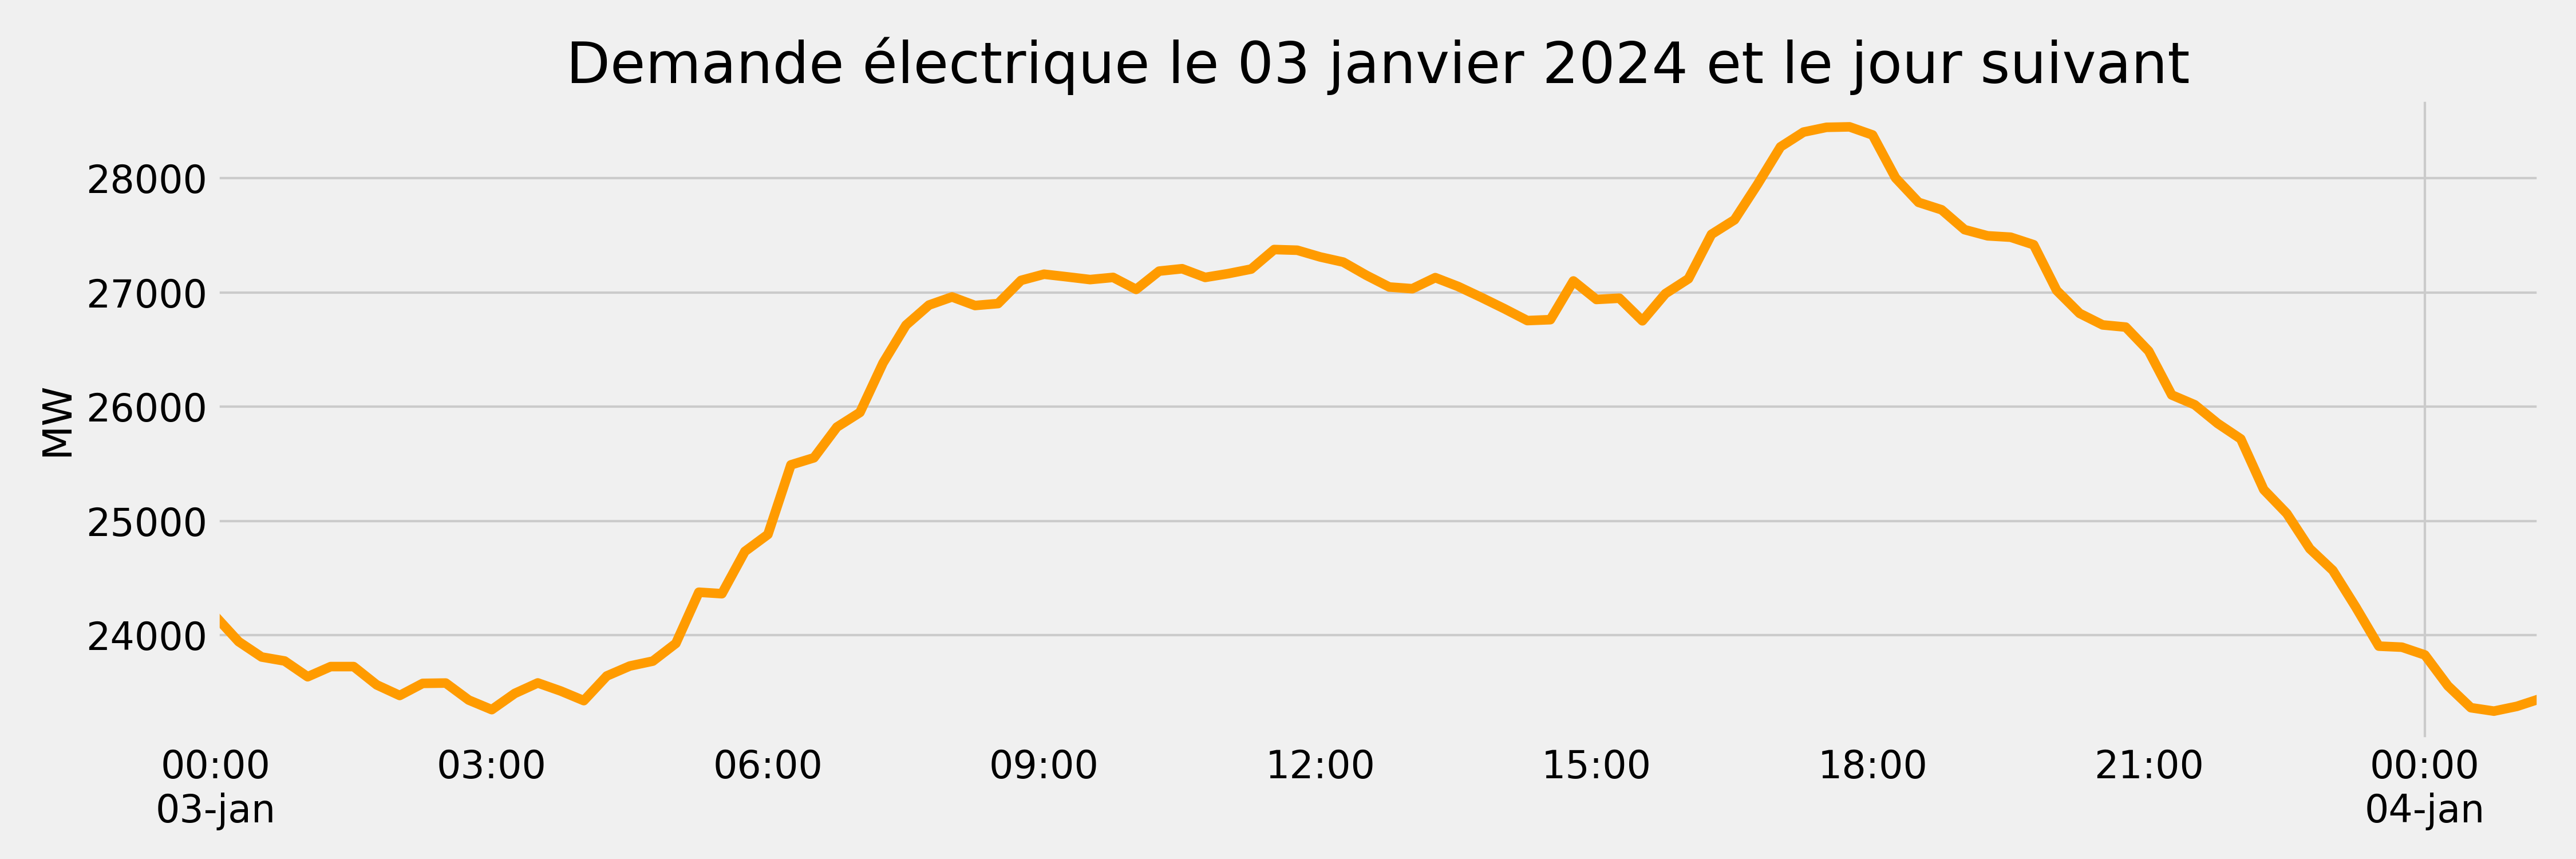 Demande électrique le 03 janvier 2024 et le jour suivant
MW
28000
27000
26000
25000
24000
00:00 03:00 06:00 09:00 12:00 15:00 18:00 21:00 00:00
03-jan 04-jan